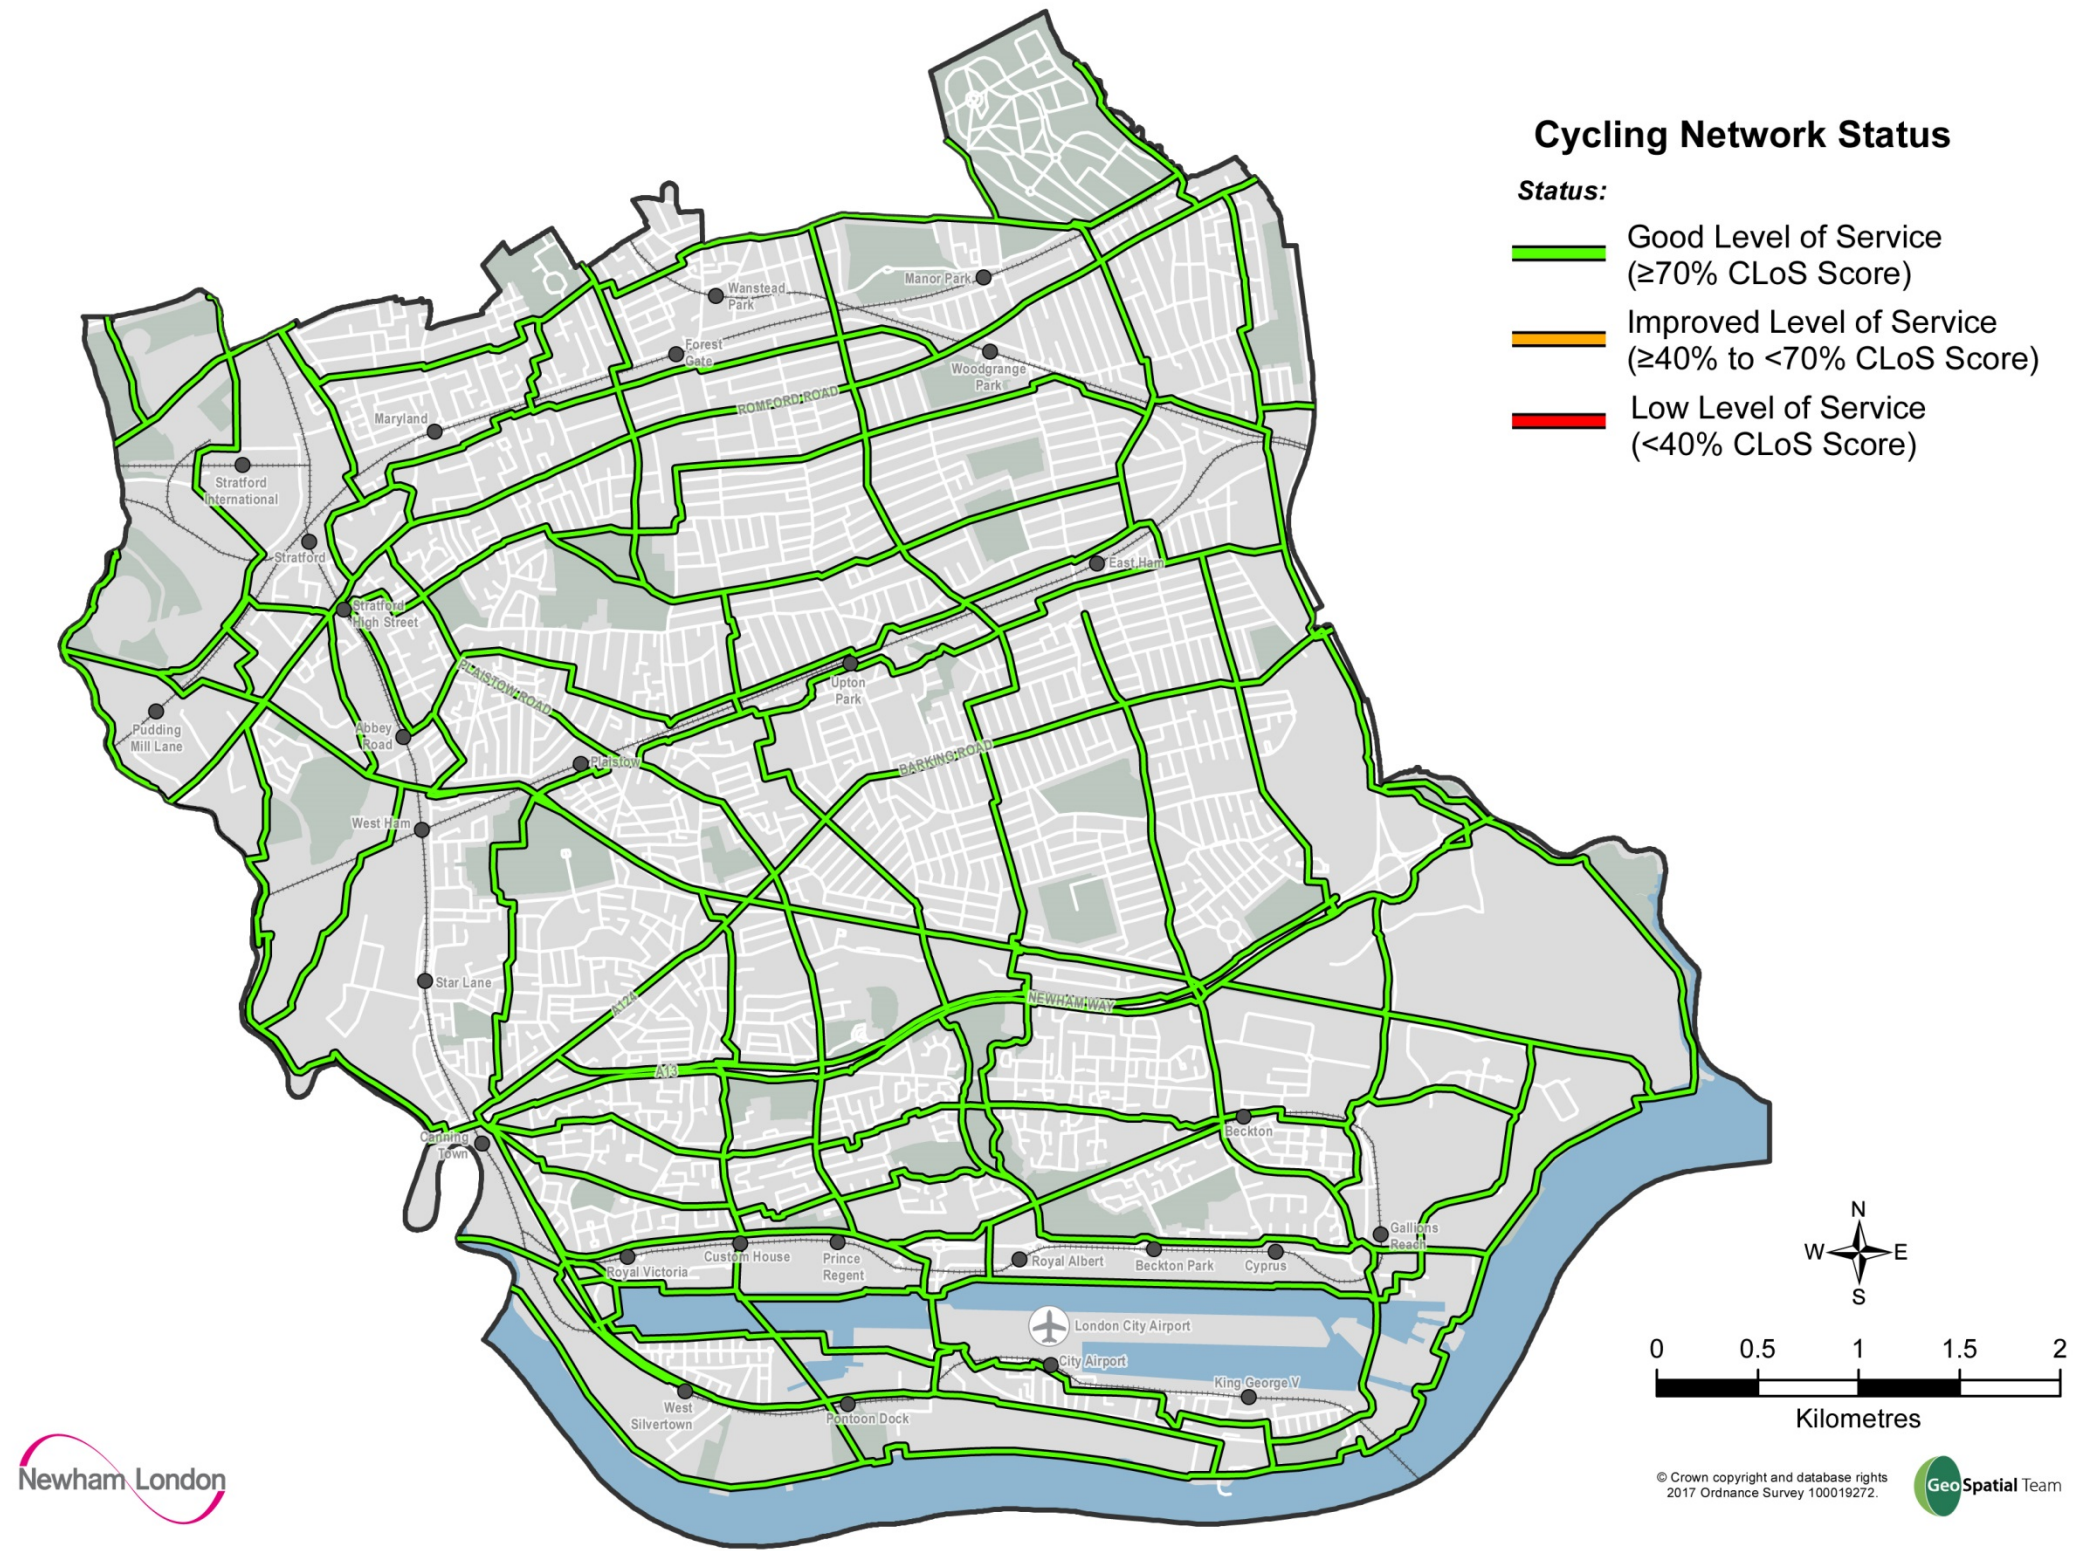 Cycling Network Status
Status:
Good Level of Service
(≥70% CLoS Score)
Improved Level of Service
(≥40% to <70% CLoS Score)
Low Level of Service
(<40% CLoS Score)
Manor Park
Wanstead
Park
Forest
Gate
Woodgrange
Park
ROMFORD ROAD
Maryland
Stratford
International
Stratford
East Ham
Stratford
High Street
PLAISTOW ROAD
Upton
Park
Pudding
Mill Lane
Abbey
Road
BARKING ROAD
Plaistow
West Ham
Star Lane
A124
NEWHAM WAY
A13
Canning
Town
Beckton
Gallions
Reach
Royal Victoria
Custom House
Prince
Regent
Royal Albert
Beckton Park
Cyprus
London City Airport
City Airport
King George V
West
Silvertown
Pontoon Dock
N
W
E
S
0 0.5 1 1.5 2
Kilometres
Newham London
© Crown copyright and database rights
2017 Ordnance Survey 100019272.
GeoSpatial Team